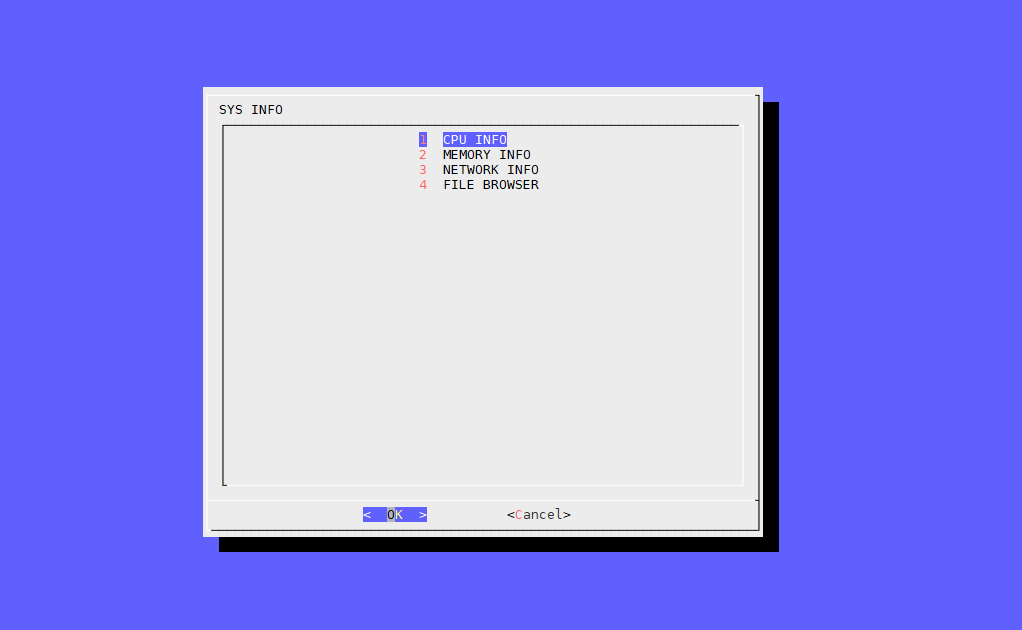 SYS INFO
1 CPU INFO
2 MEMORY INFO
3 NETWORK INFO
4 FILE BROWSER
< OK > <Cancel>